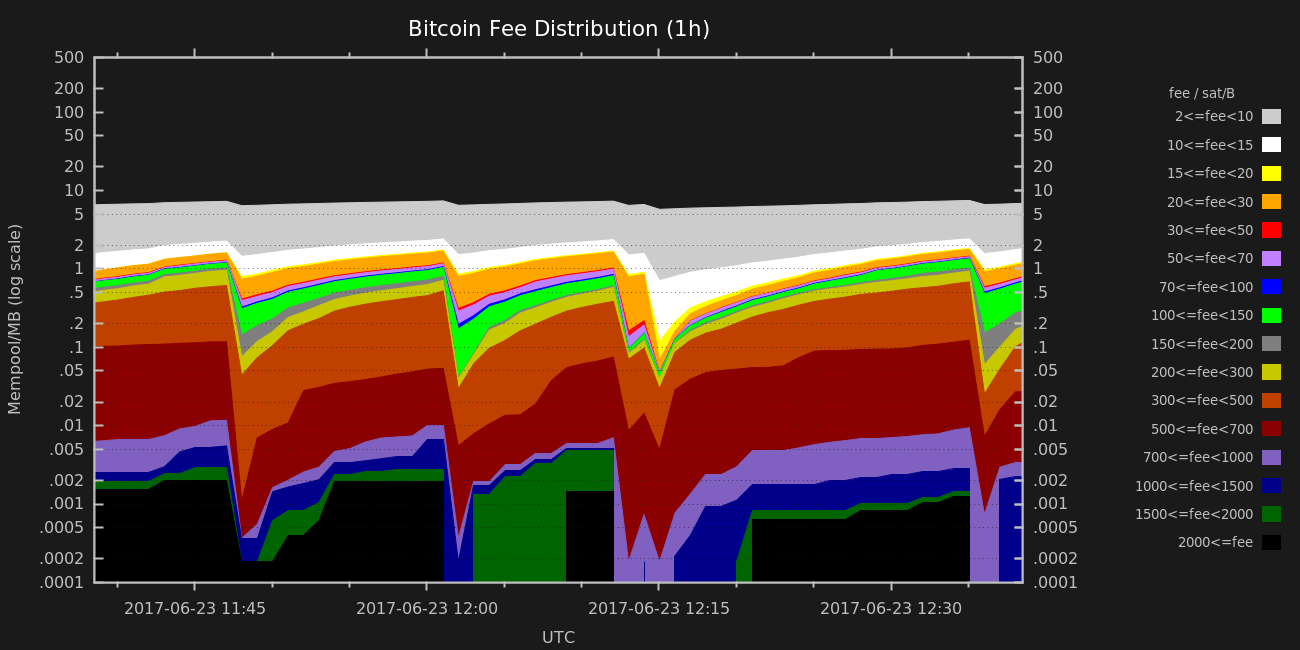 Bitcoin Fee Distribution (1h)
Mempool/MB (log scale)
500
200
100
50
20
10
5
2
1
.5
.2
.1
.05
.02
.01
.005
.002
.001
.0005
.0002
.0001
500
200
100
50
20
10
5
2
1
.5
.2
.1
.05
.02
.01
.005
.002
.001
.0005
.0002
.0001
2017-06-23 11:45
2017-06-23 12:00
2017-06-23 12:15
2017-06-23 12:30
UTC
fee / sat/B
2<=fee<10
10<=fee<15
15<=fee<20
20<=fee<30
30<=fee<50
50<=fee<70
70<=fee<100
100<=fee<150
150<=fee<200
200<=fee<300
300<=fee<500
500<=fee<700
700<=fee<1000
1000<=fee<1500
1500<=fee<2000
2000<=fee